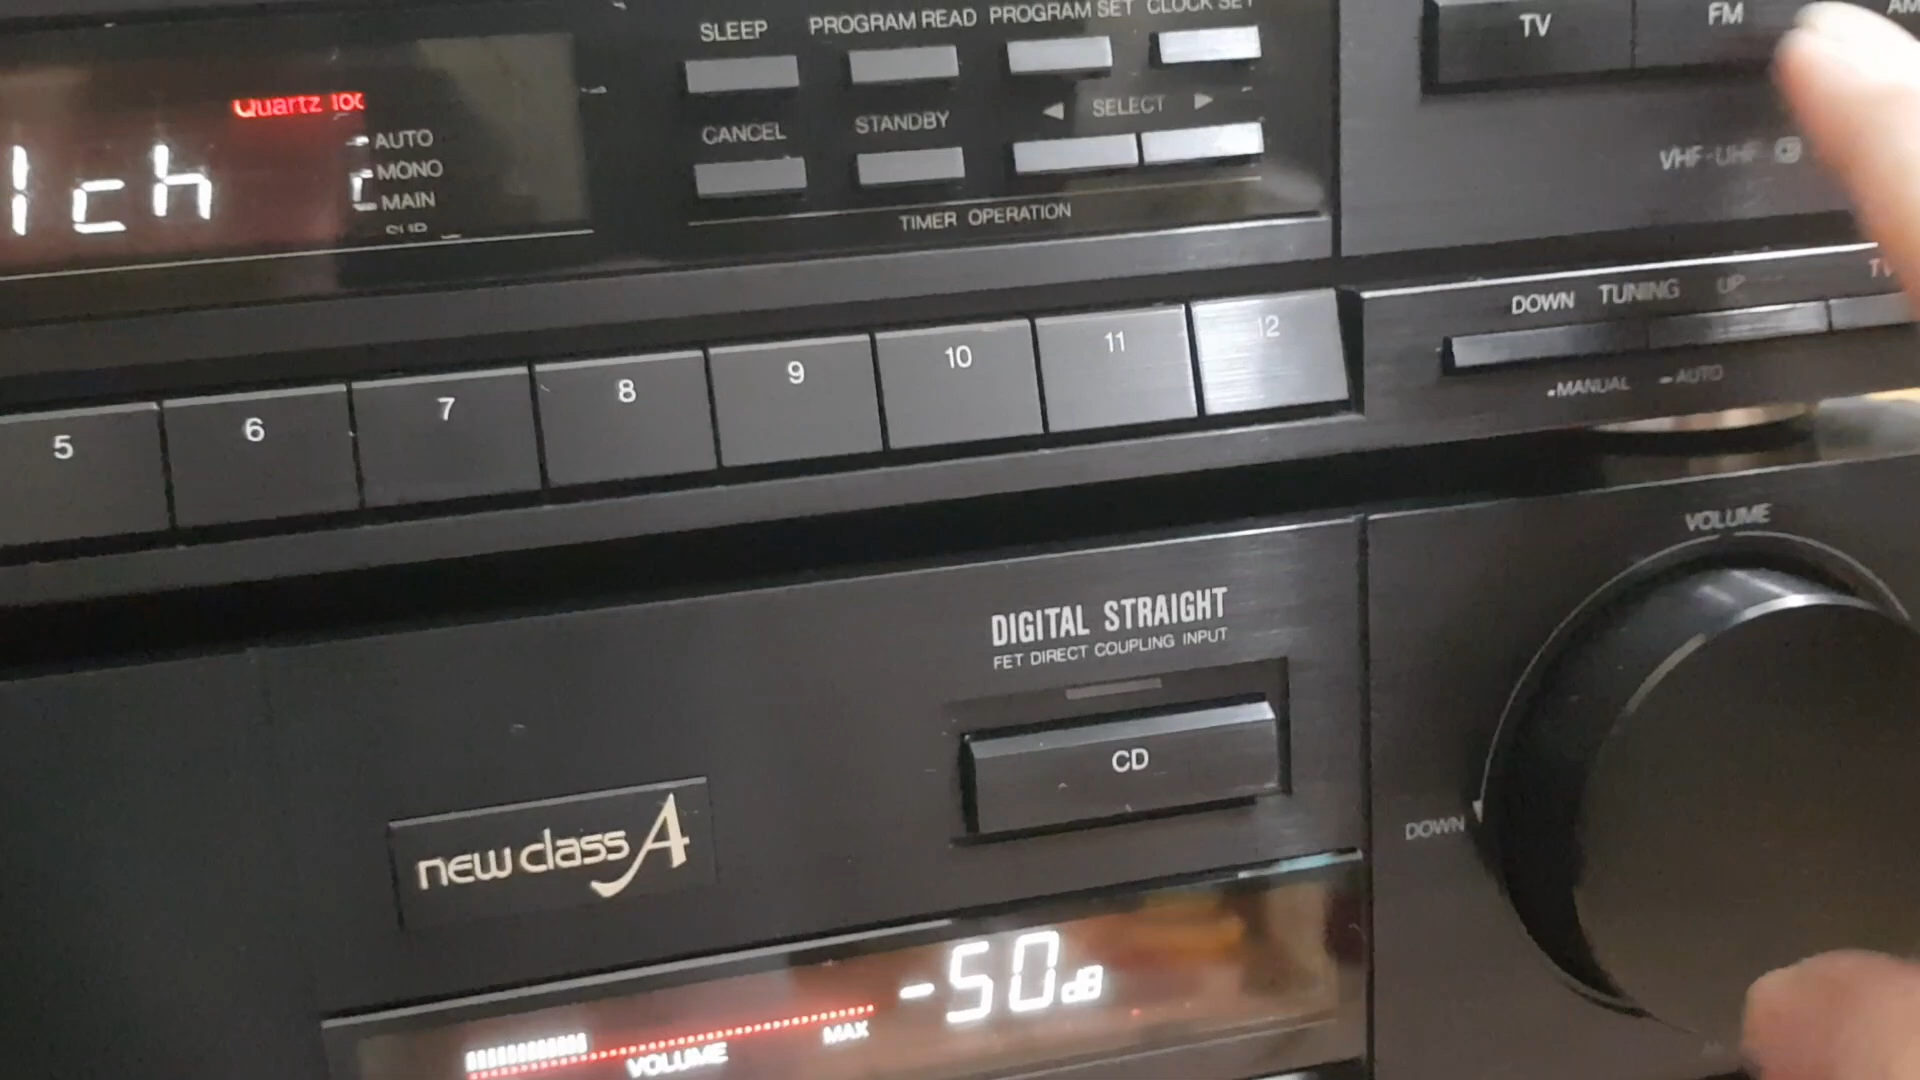 SLEEP PROGRAM READ PROGRAM SET CLOCK SET
TV FM AM
Quartz loc
1ch
AUTO
MONO
MAIN
SUB
CANCEL STANDBY ◀ SELECT ▶
TIMER OPERATION
VHF-UHF
DOWN TUNING UP TV
MANUAL AUTO
5 6 7 8 9 10 11 12
VOLUME
DIGITAL STRAIGHT
FET DIRECT COUPLING INPUT
CD
DOWN
new class A
-50dB
VOLUME MAX